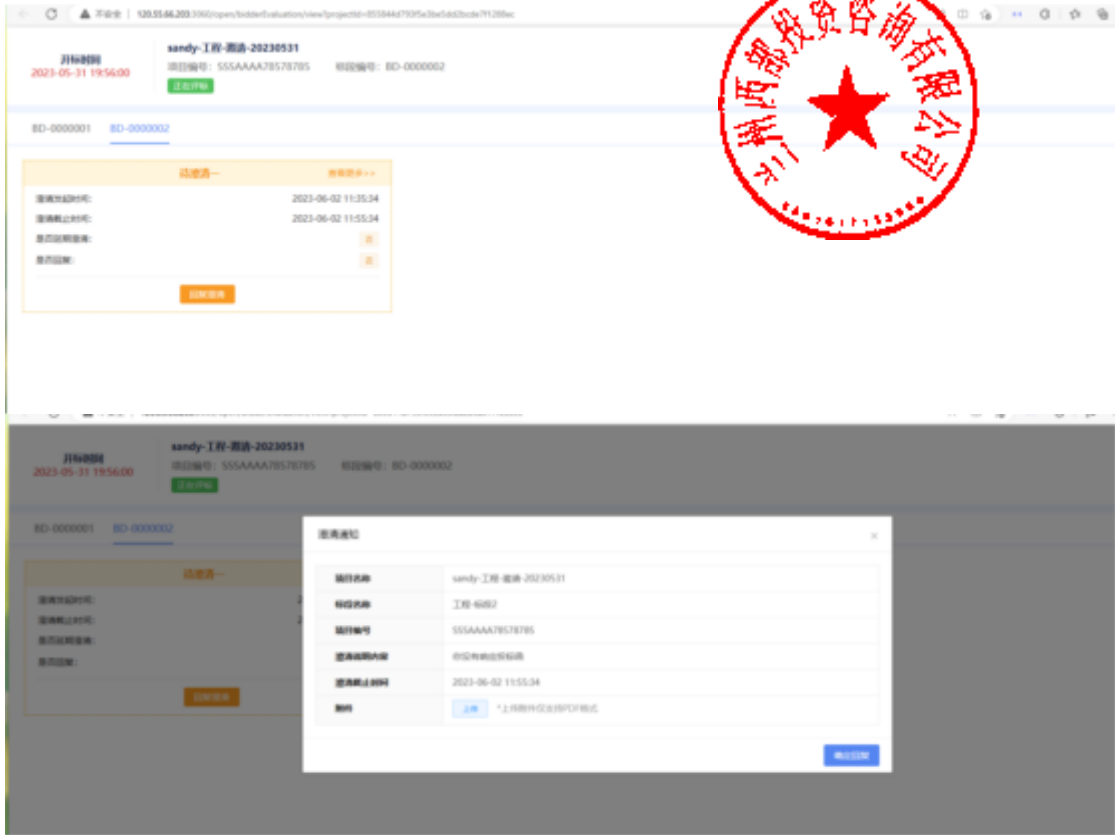 不安全 120.55.66.203:3060/open/bidderEvaluation/view?projectId=
开标时间
2023-05-31 19:56:00
sandy-工程-邀请-20230531
项目编号: SSSAAAA78578785 标段编号: BD-0000002
正在评标
BD-0000001 BD-0000002
待澄清一 查看更多>>
澄清发起时间: 2023-06-02 11:35:34
澄清截止时间: 2023-06-02 11:55:34
是否延期澄清: 否
是否回复: 否
回复澄清
州西部投资咨询有限公司
开标时间
2023-05-31 19:56:00
sandy-工程-邀请-20230531
项目编号: SSSAAAA78578785 标段编号: BD-0000002
正在评标
BD-0000001 BD-0000002
待澄清一
澄清发起时间:
澄清截止时间:
是否延期澄清:
是否回复:
回复澄清
澄清通知 ×
项目名称 sandy-工程-邀请-20230531
标段名称 工程-标段2
项目编号 SSSAAAA78578785
澄清说明内容 你没有响应投标函
澄清截止时间 2023-06-02 11:55:34
附件 上传 *上传附件仅支持PDF格式
确定回复